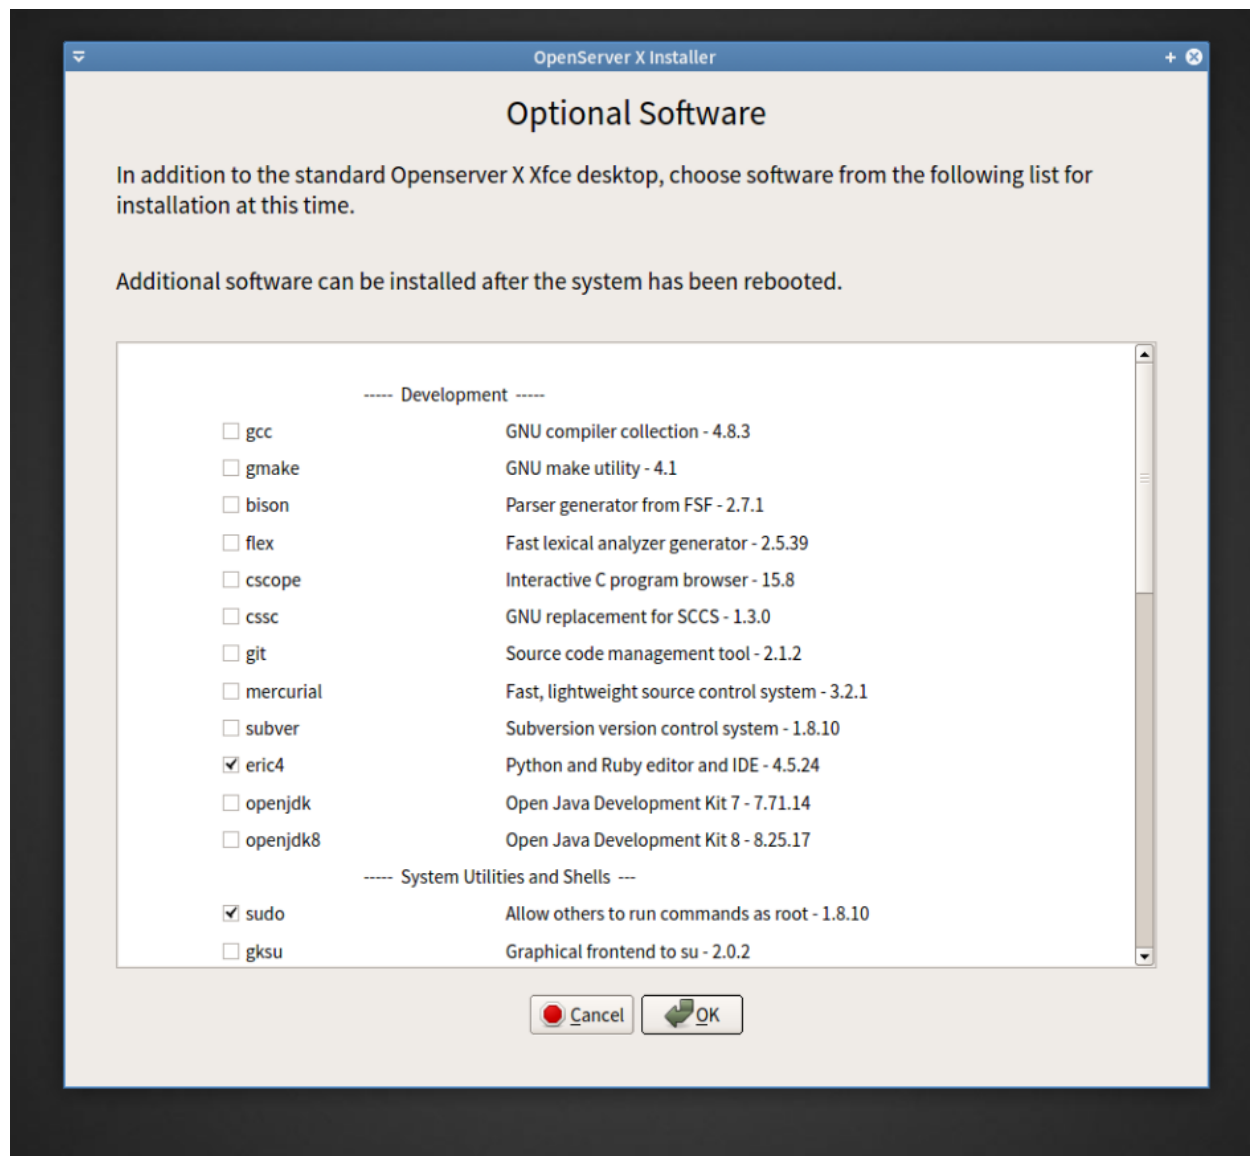 OpenServer X Installer
Optional Software
In addition to the standard Openserver X Xfce desktop, choose software from the following list for
installation at this time.
Additional software can be installed after the system has been rebooted.
----- Development -----
gcc GNU compiler collection - 4.8.3
gmake GNU make utility - 4.1
bison Parser generator from FSF - 2.7.1
flex Fast lexical analyzer generator - 2.5.39
cscope Interactive C program browser - 15.8
cssc GNU replacement for SCCS - 1.3.0
git Source code management tool - 2.1.2
mercurial Fast, lightweight source control system - 3.2.1
subver Subversion version control system - 1.8.10
eric4 Python and Ruby editor and IDE - 4.5.24
openjdk Open Java Development Kit 7 - 7.71.14
openjdk8 Open Java Development Kit 8 - 8.25.17
----- System Utilities and Shells ---
sudo Allow others to run commands as root - 1.8.10
gksu Graphical frontend to su - 2.0.2
Cancel OK